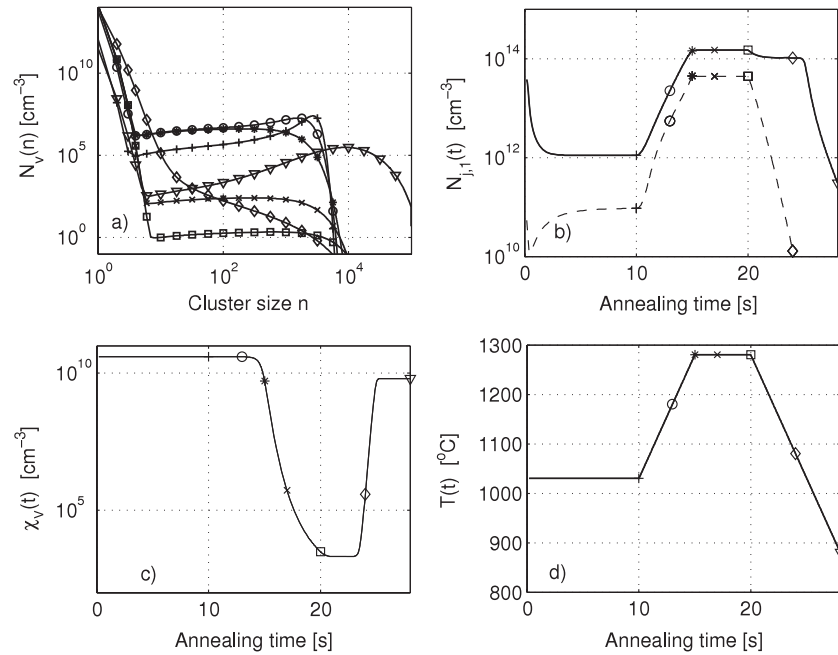 10^10
10^5
10^0
N_v(n) [cm^−3]
a)
10^0 10^2 10^4
Cluster size n
10^14
10^12
10^10
N_j,1(t) [cm^−3]
b)
0 10 20
Annealing time [s]
10^10
10^5
χ_V(t) [cm^−3]
c)
0 10 20
Annealing time [s]
1300
1200
1100
1000
900
800
T(t) [°C]
d)
0 10 20
Annealing time [s]